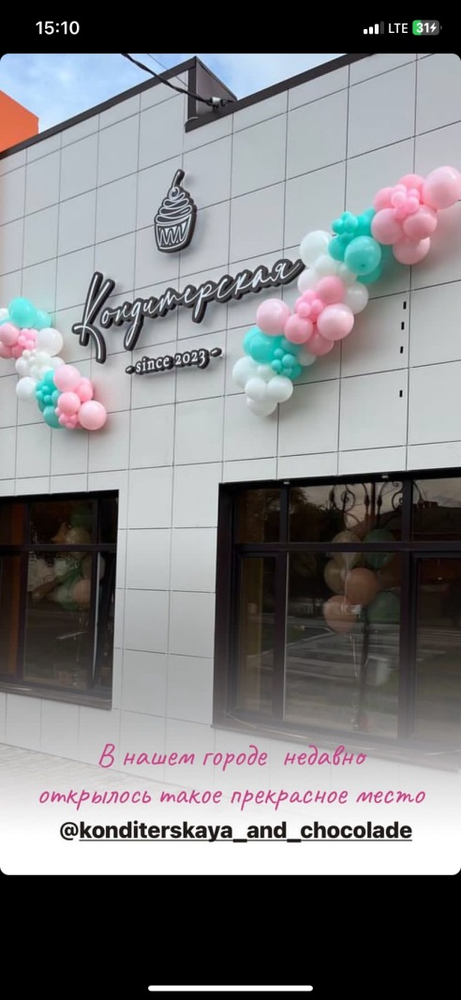 15:10
LTE
31
Кондитерская
since 2023
В нашем городе недавно
открылось такое прекрасное место
@konditerskaya_and_chocolade